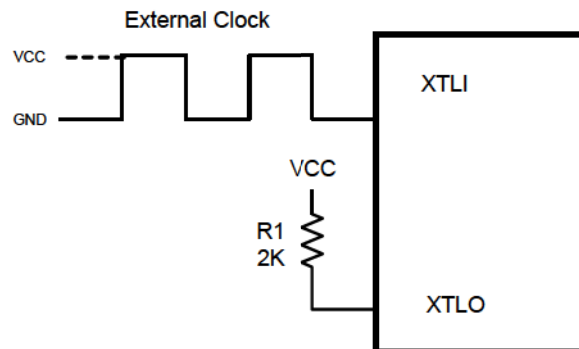 External Clock
VCC
GND
XTLI
VCC
R1
2K
XTLO